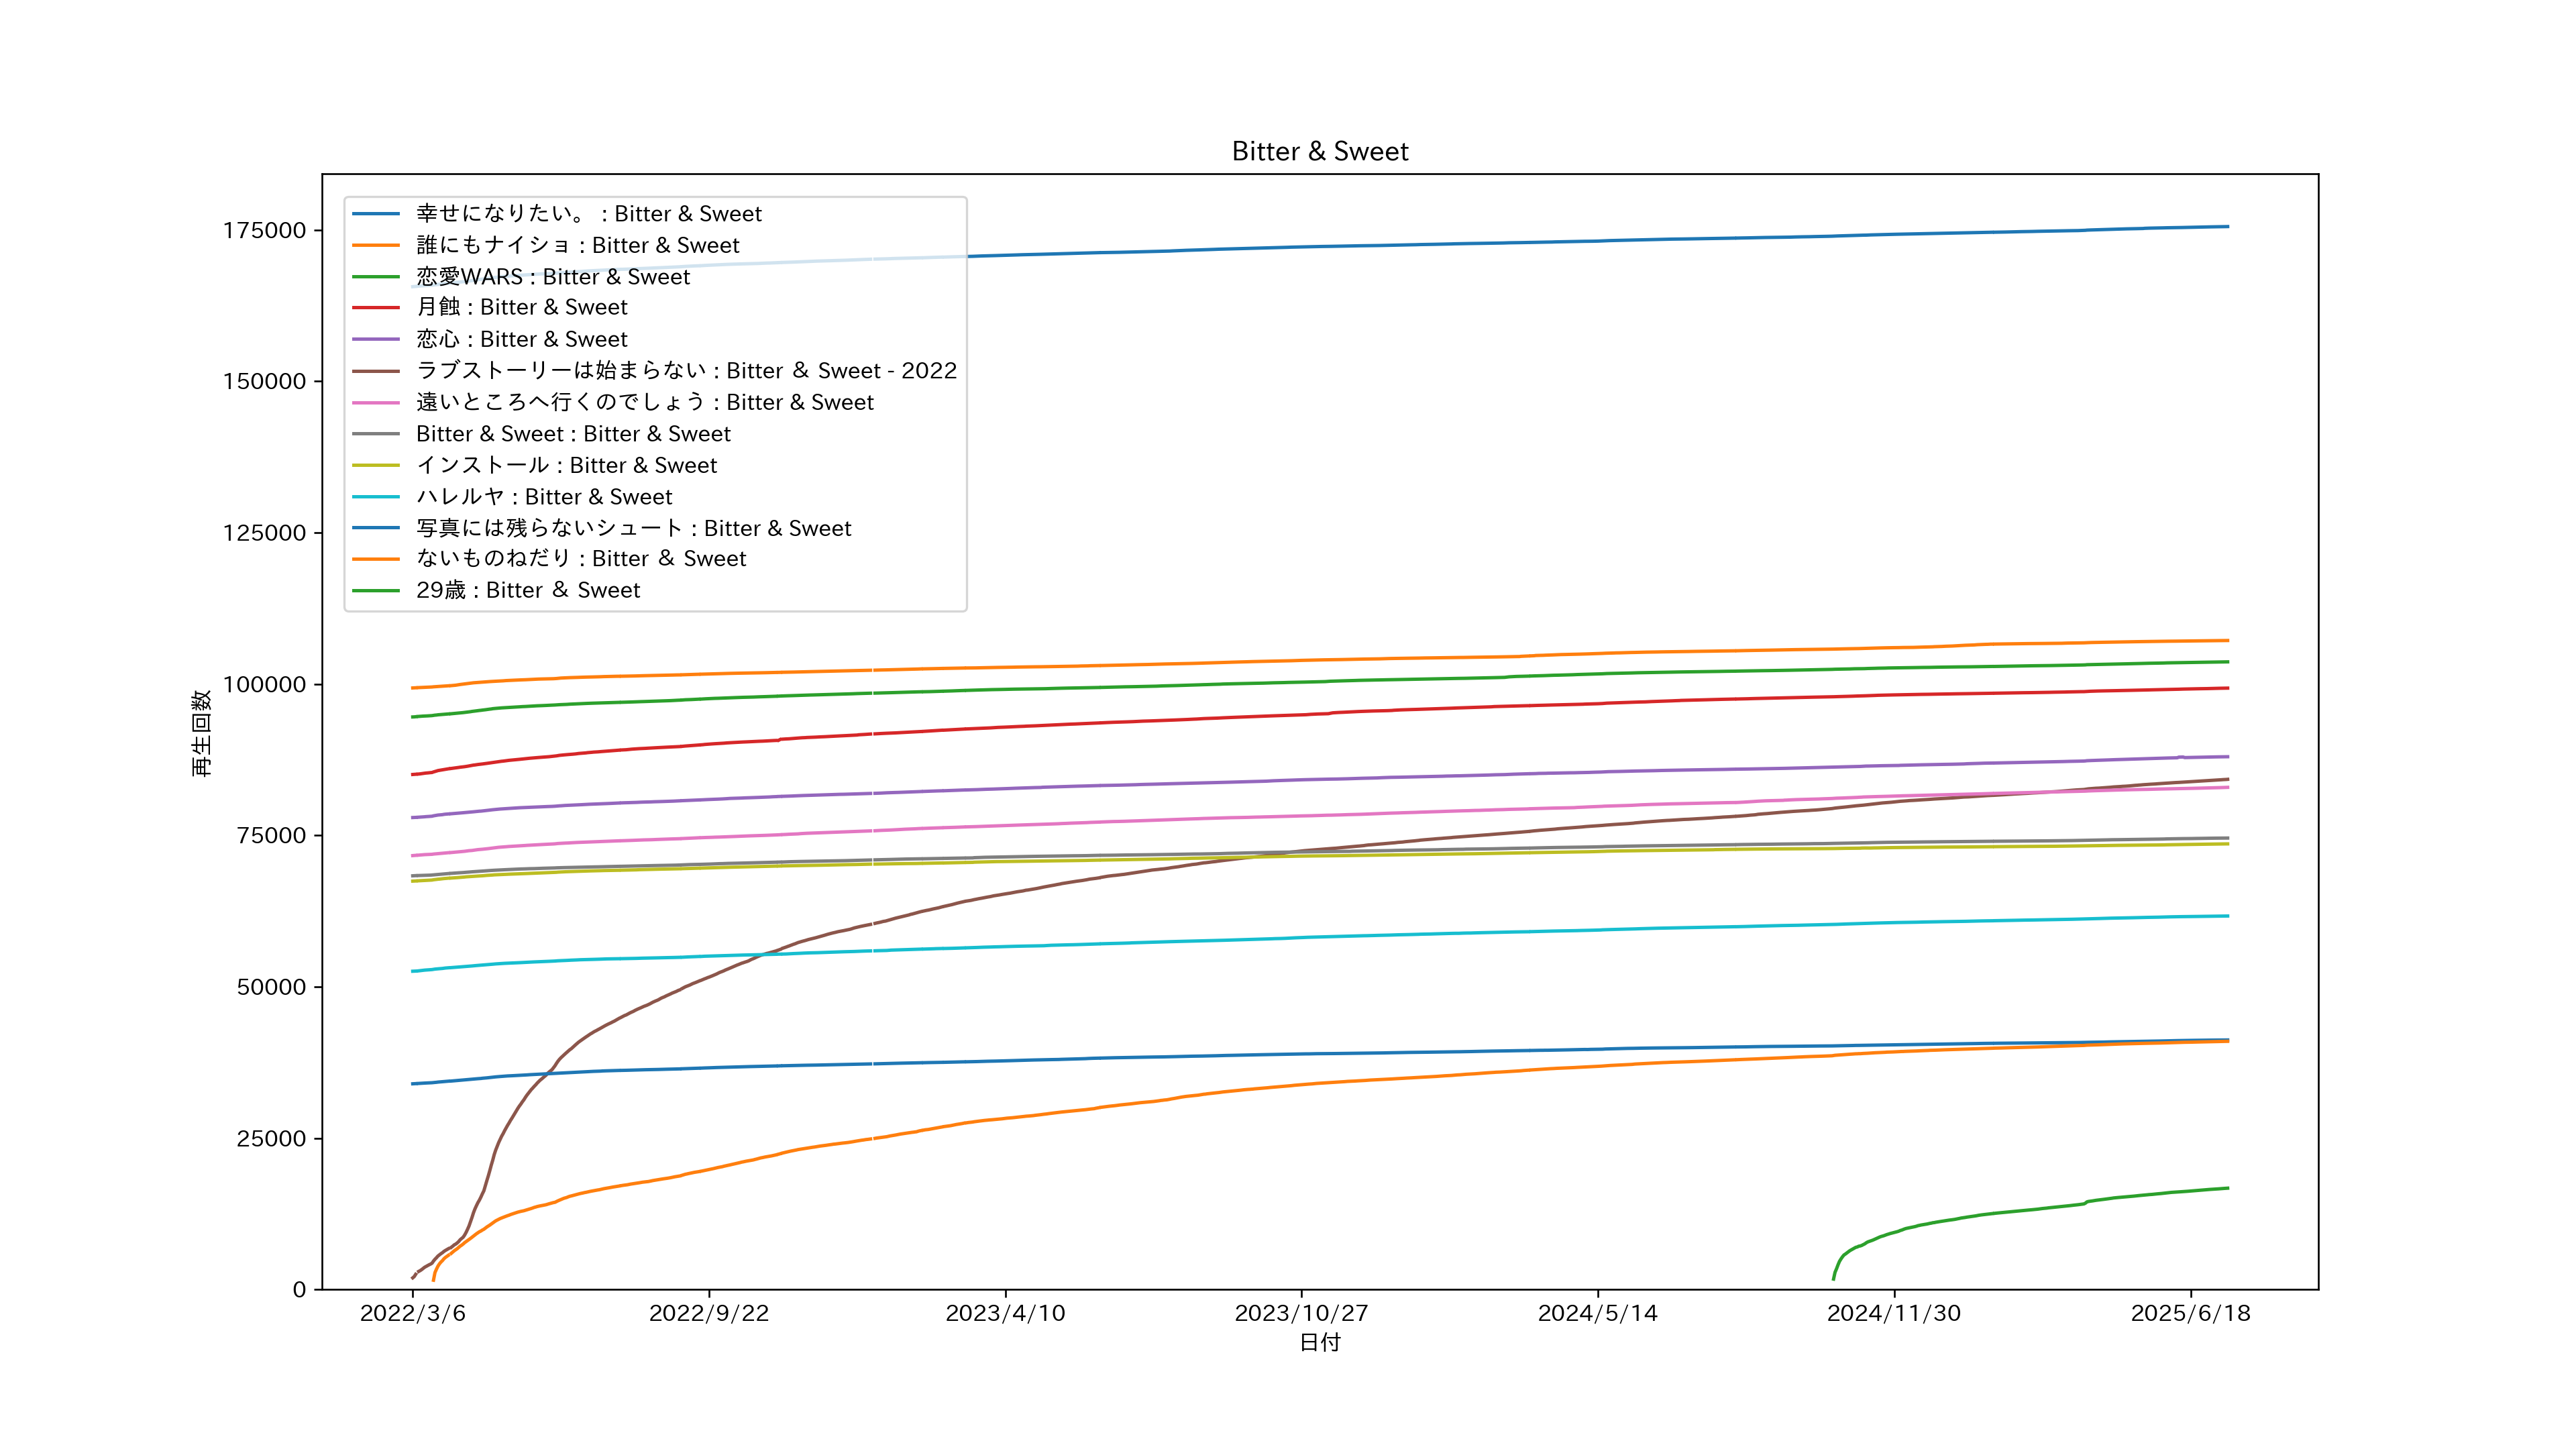 Bitter & Sweet
175000
150000
125000
100000
75000
50000
25000
0
再生回数
幸せになりたい。 : Bitter & Sweet
誰にもナイショ : Bitter & Sweet
恋愛WARS : Bitter & Sweet
月蝕 : Bitter & Sweet
恋心 : Bitter & Sweet
ラブストーリーは始まらない : Bitter ＆ Sweet - 2022
遠いところへ行くのでしょう : Bitter & Sweet
Bitter & Sweet : Bitter & Sweet
インストール : Bitter & Sweet
ハレルヤ : Bitter & Sweet
写真には残らないシュート : Bitter & Sweet
ないものねだり : Bitter ＆ Sweet
29歳 : Bitter ＆ Sweet
2022/3/6
2022/9/22
2023/4/10
2023/10/27
2024/5/14
2024/11/30
2025/6/18
日付